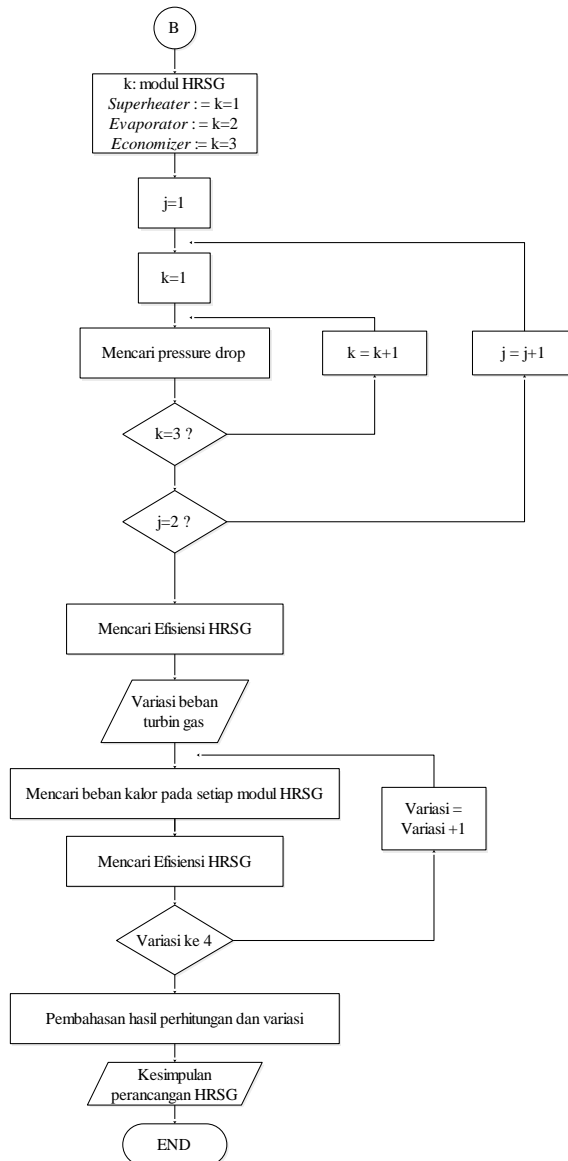 B
k: modul HRSG
Superheater : = k=1
Evaporator : = k=2
Economizer := k=3
j=1
k=1
Mencari pressure drop
k = k+1
j = j+1
k=3 ?
j=2 ?
Mencari Efisiensi HRSG
Variasi beban
turbin gas
Mencari beban kalor pada setiap modul HRSG
Variasi =
Variasi +1
Mencari Efisiensi HRSG
Variasi ke 4
Pembahasan hasil perhitungan dan variasi
Kesimpulan
perancangan HRSG
END